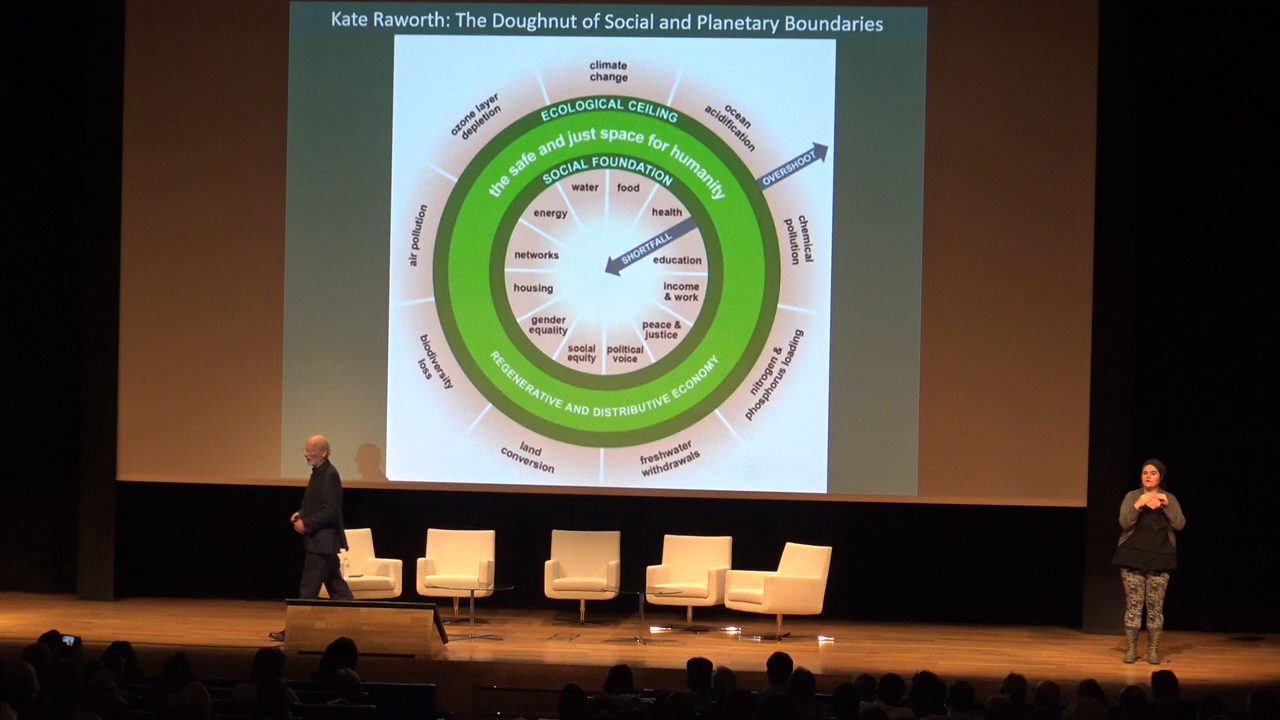 Kate Raworth: The Doughnut of Social and Planetary Boundaries
climate
change
ozone layer
depletion
ocean
acidification
ECOLOGICAL CEILING
the safe and just space for humanity
SOCIAL FOUNDATION
OVERSHOOT
water
food
energy
health
SHORTFALL
air pollution
chemical
pollution
networks
education
housing
income
& work
gender
equality
peace &
justice
social
equity
political
voice
biodiversity
loss
nitrogen &
phosphorus loading
REGENERATIVE AND DISTRIBUTIVE ECONOMY
land
conversion
freshwater
withdrawals